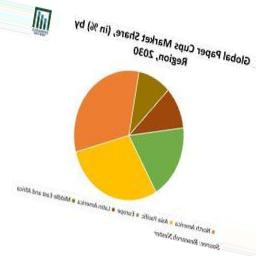 Global Paper Cups Market Share, (in %) by
Region, 2030
North America Asia Pacific Europe Latin America Middle East and Africa
Source: Research Nester